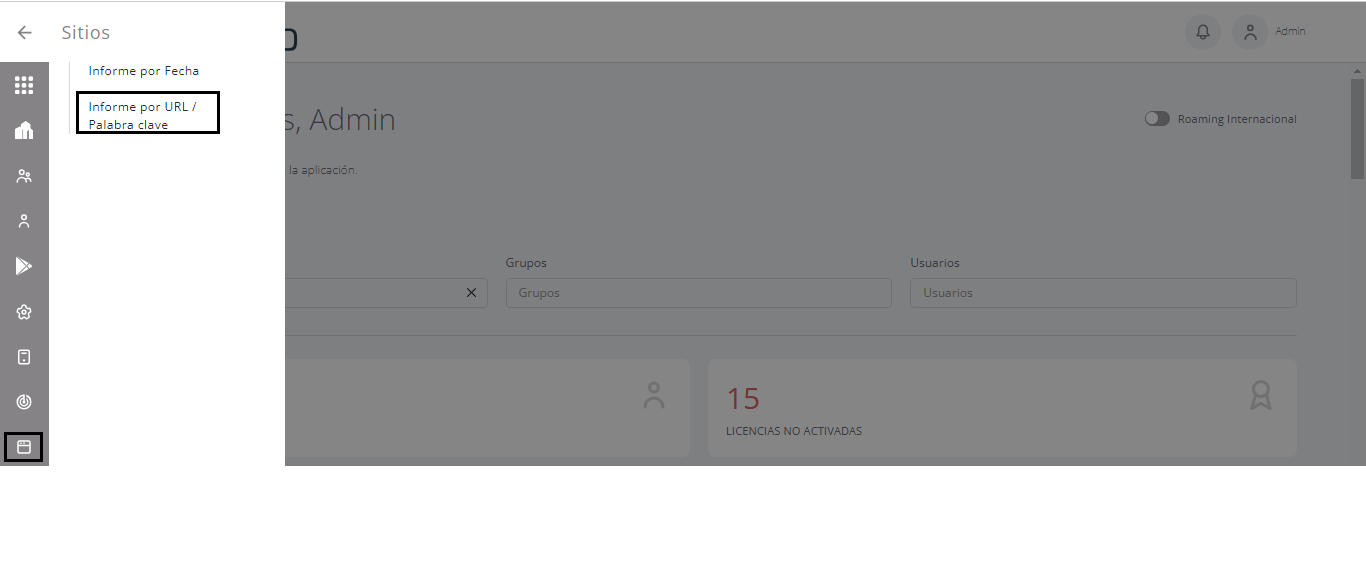 Sitios
Admin
Informe por Fecha
Informe por URL /
Palabra clave
, Admin
Roaming Internacional
la aplicación.
Grupos
Usuarios
Grupos
Usuarios
15
LICENCIAS NO ACTIVADAS